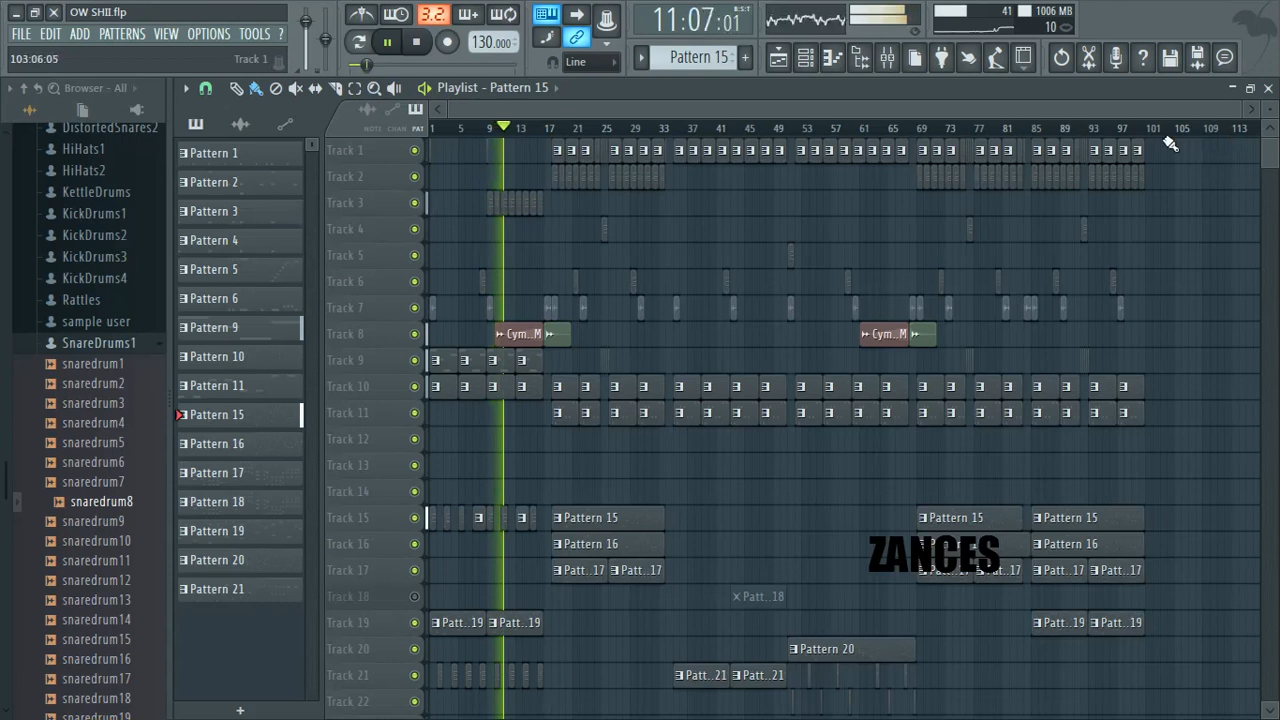 OW SHII.flp
FILE EDIT ADD PATTERNS VIEW OPTIONS TOOLS ?
103:06:05 Track 1
3.2.
130.000
Line
11:07:01
B:S:T
Pattern 15
41
1006 MB
10
Browser - All
Playlist - Pattern 15
NOTE CHAN PAT
1 5 9 13 17 21 25 29 33 37 41 45 49 53 57 61 65 69 73 77 81 85 89 93 97 101 105 109 113
DistortedSnares2
HiHats1
HiHats2
KettleDrums
KickDrums1
KickDrums2
KickDrums3
KickDrums4
Rattles
sample user
SnareDrums1
snaredrum1
snaredrum2
snaredrum3
snaredrum4
snaredrum5
snaredrum6
snaredrum7
snaredrum8
snaredrum9
snaredrum10
snaredrum11
snaredrum12
snaredrum13
snaredrum14
snaredrum15
snaredrum16
snaredrum17
snaredrum18
snaredrum19
Pattern 1
Pattern 2
Pattern 3
Pattern 4
Pattern 5
Pattern 6
Pattern 9
Pattern 10
Pattern 11
Pattern 15
Pattern 16
Pattern 17
Pattern 18
Pattern 19
Pattern 20
Pattern 21
Track 1
Track 2
Track 3
Track 4
Track 5
Track 6
Track 7
Track 8 Cym..M Cym..M
Track 9
Track 10
Track 11
Track 12
Track 13
Track 14
Track 15 Pattern 15 Pattern 15 Pattern 15
Track 16 Pattern 16 Pattern 16
ZANCES
Track 17 Patt..17 Patt..17 Patt..17 Patt..17 Patt..17 Patt..17
Track 18 Patt..18
Track 19 Patt..19 Patt..19 Patt..19 Patt..19
Track 20 Pattern 20
Track 21 Patt..21 Patt..21
Track 22